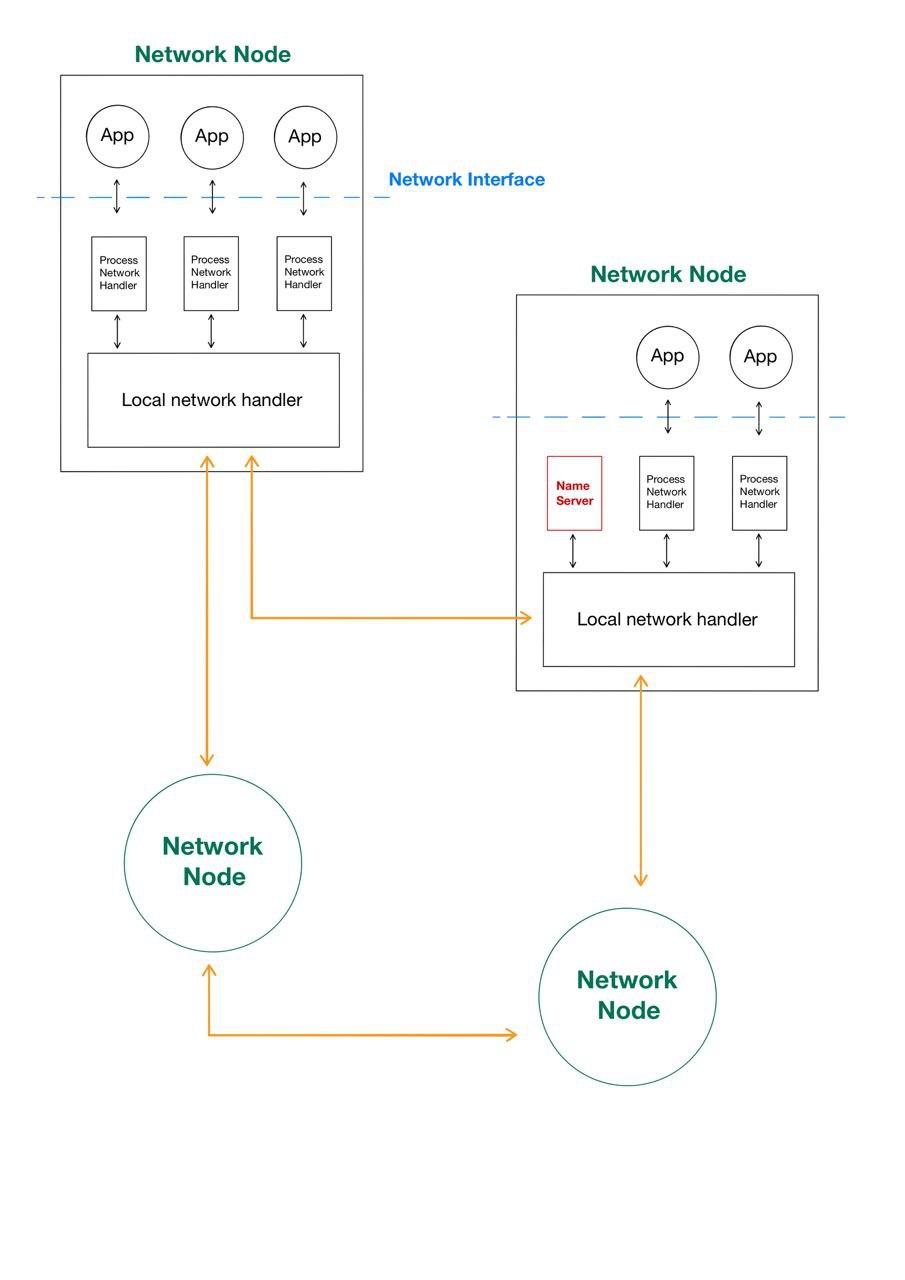 Network Node
App
App
App
Network Interface
Process
Network
Handler
Process
Network
Handler
Process
Network
Handler
Local network handler
Network Node
App
App
Name
Server
Process
Network
Handler
Process
Network
Handler
Local network handler
Network
Node
Network
Node